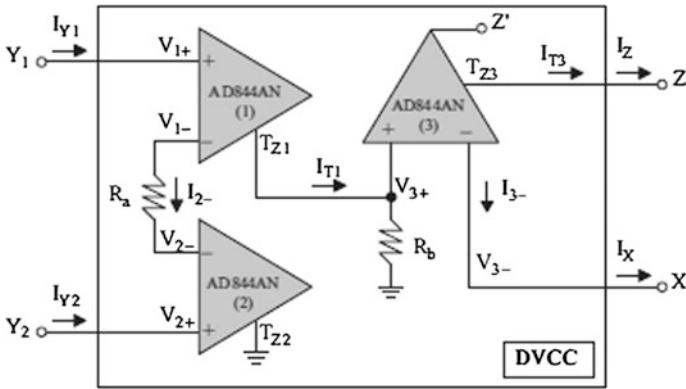 Y1
IY1
V1+
+
AD844AN
(1)
V1-
−
TZ1
Ra
I2-
IT1
V2-
−
AD844AN
(2)
Y2
IY2
V2+
+
TZ2
Z'
TZ3
IT3
IZ
Z
AD844AN
(3)
+
−
V3+
I3-
Rb
V3-
IX
X
DVCC